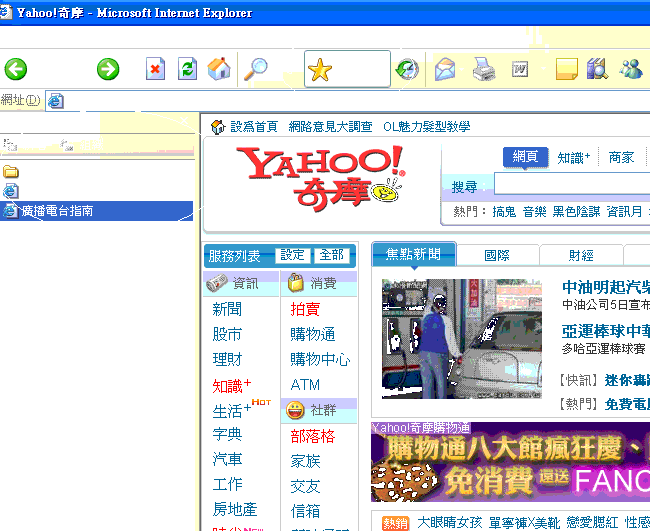 Yahoo!奇摩 - Microsoft Internet Explorer
網址(D)
廣播電台指南
設為首頁 網路意見大調查 OL魅力髮型教學
YAHOO!
奇摩
網頁 知識+ 商家
搜尋
熱門：搞鬼 音樂 黑色陰謀 資訊月
服務列表 設定 全部
資訊 消費
新聞 拍賣
股市 購物通
理財 購物中心
知識+ ATM
生活+ HOT 社群
字典 部落格
汽車 家族
工作 交友
房地產 信箱
焦點新聞 國際 財經
中油明起汽柴
中油公司5日宣布
亞運棒球中華
多哈亞運棒球賽
[快訊] 迷你轟
[熱門] 免費電
Yahoo!奇摩購物通
購物通八大館瘋狂慶、
免消費 還送 FANC
熱銷 大眼睛女孩 單寧褲X美靴 戀愛腮紅 性感